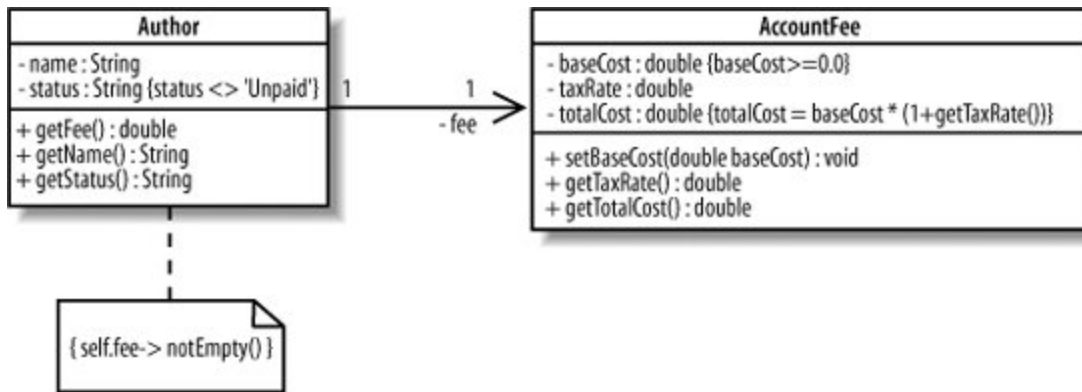 Author
- name : String
- status : String {status <> 'Unpaid'}
+ getFee() : double
+ getName() : String
+ getStatus() : String
1
1
- fee
AccountFee
- baseCost : double {baseCost>=0.0}
- taxRate : double
- totalCost : double {totalCost = baseCost * (1+getTaxRate())}
+ setBaseCost(double baseCost) : void
+ getTaxRate() : double
+ getTotalCost() : double
{ self.fee-> notEmpty() }